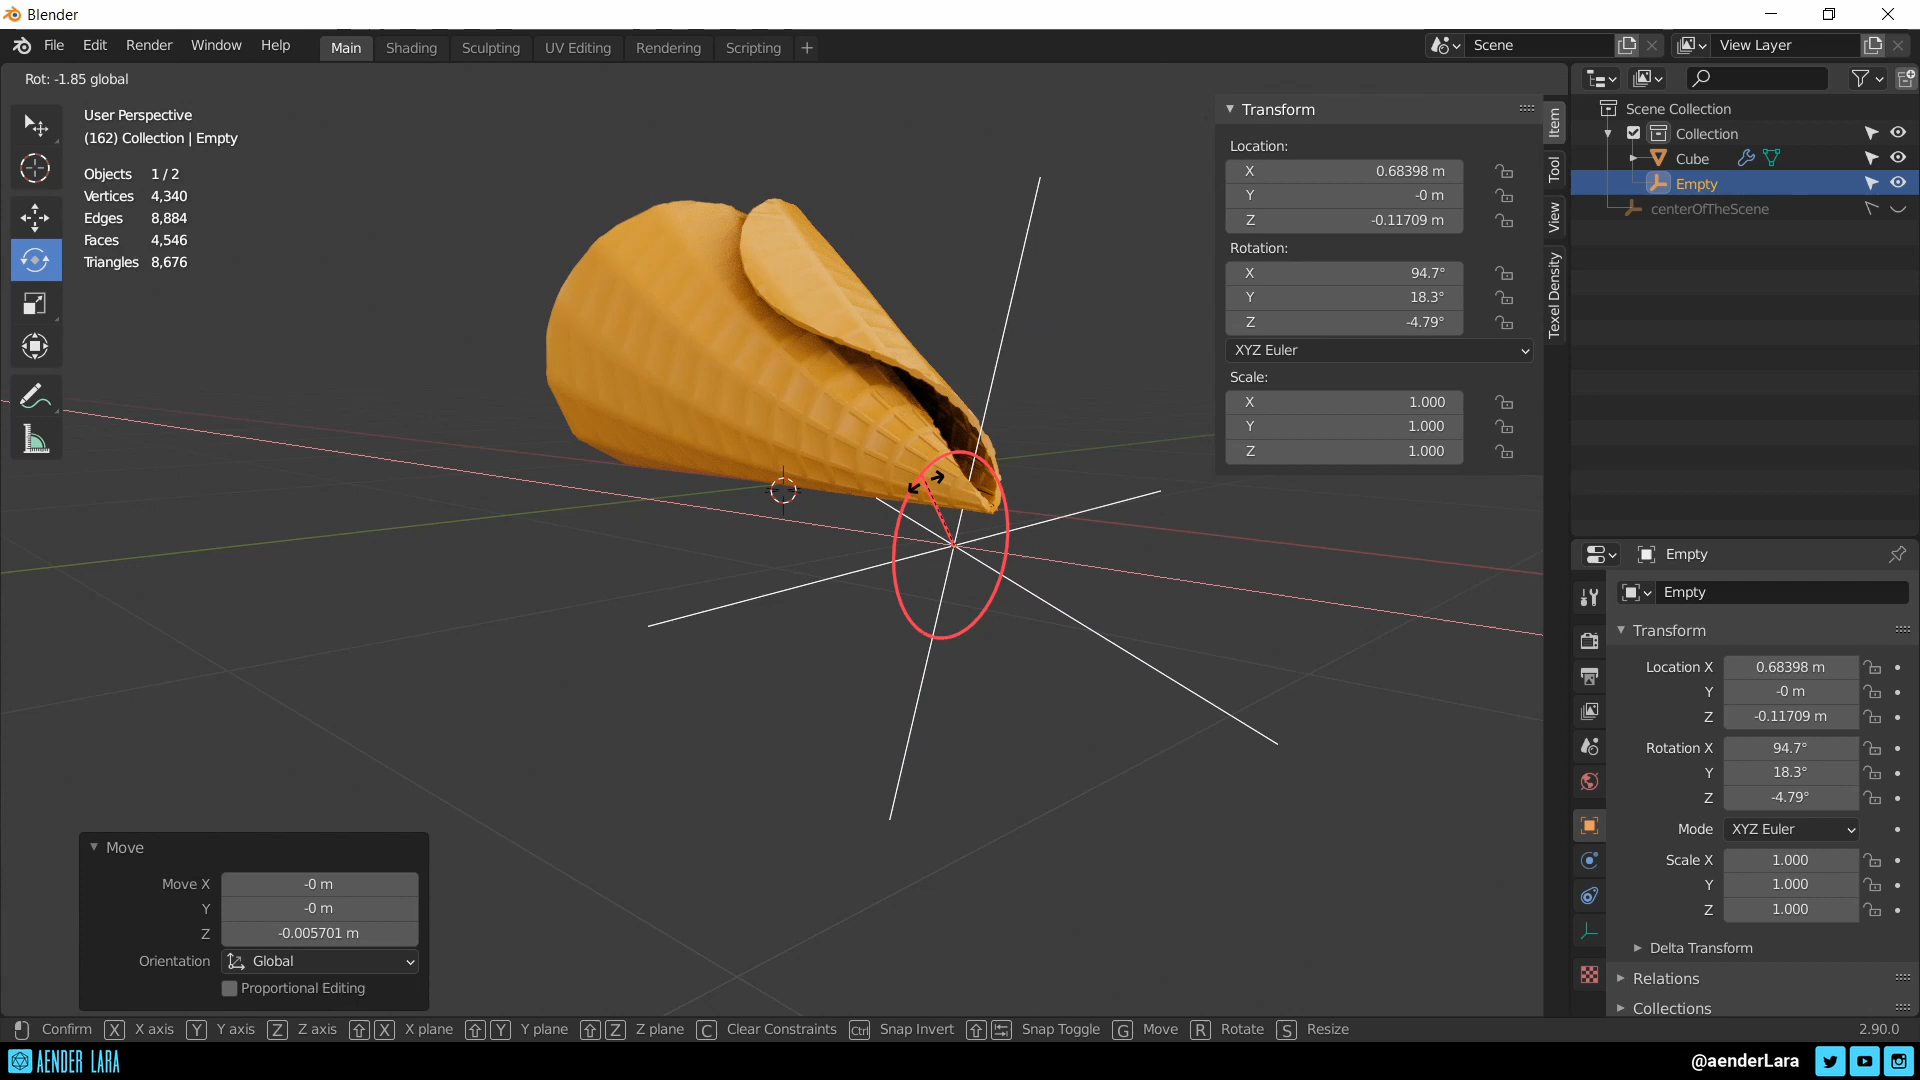 Blender
File Edit Render Window Help Main Shading Sculpting UV Editing Rendering Scripting + Scene View Layer
Rot: -1.85 global
User Perspective
(162) Collection | Empty
Objects 1 / 2
Vertices 4,340
Edges 8,884
Faces 4,546
Triangles 8,676
Transform
Location:
X 0.68398 m
Y -0 m
Z -0.11709 m
Rotation:
X 94.7°
Y 18.3°
Z -4.79°
XYZ Euler
Scale:
X 1.000
Y 1.000
Z 1.000
Item
Tool
View
Texel Density
Scene Collection
Collection
Cube
Empty
centerOfTheScene
Empty
Empty
Transform
Location X 0.68398 m
Y -0 m
Z -0.11709 m
Rotation X 94.7°
Y 18.3°
Z -4.79°
Mode XYZ Euler
Scale X 1.000
Y 1.000
Z 1.000
Delta Transform
Relations
Collections
Move
Move X -0 m
Y -0 m
Z -0.005701 m
Orientation Global
Proportional Editing
Confirm X X axis Y Y axis Z Z axis X X plane Y Y plane Z Z plane C Clear Constraints Ctrl Snap Invert Snap Toggle G Move R Rotate S Resize 2.90.0
AENDER LARA @aenderLara